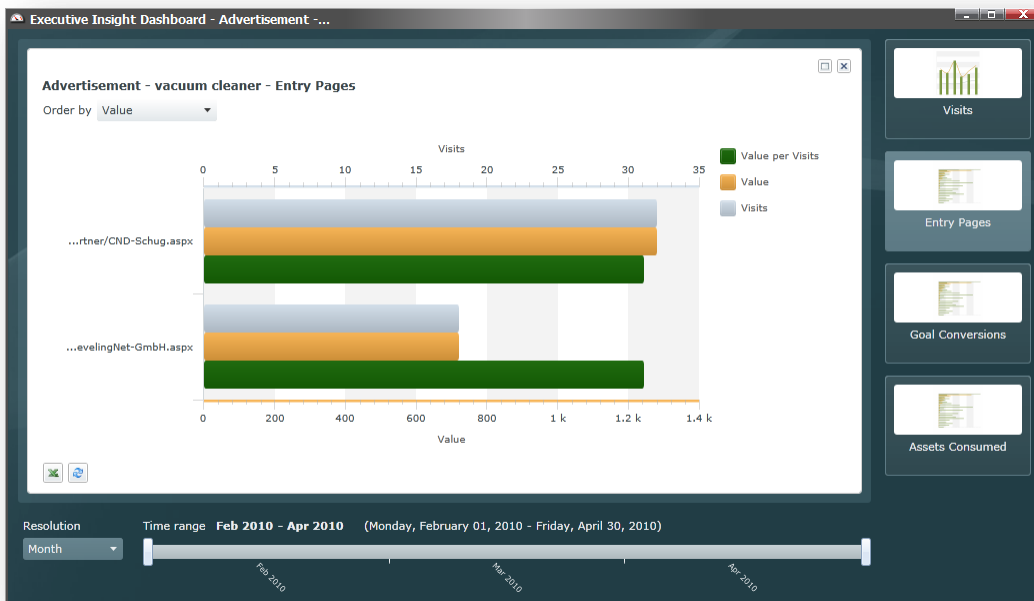 Executive Insight Dashboard - Advertisement -...
Advertisement - vacuum cleaner - Entry Pages
Order by Value
Visits
0 5 10 15 20 25 30 35
...rtner/CND-Schug.aspx
...evelingNet-GmbH.aspx
0 200 400 600 800 1 k 1.2 k 1.4 k
Value
Value per Visits
Value
Visits
Visits
Entry Pages
Goal Conversions
Assets Consumed
Resolution
Month
Time range Feb 2010 - Apr 2010 (Monday, February 01, 2010 - Friday, April 30, 2010)
Feb 2010
Mar 2010
Apr 2010